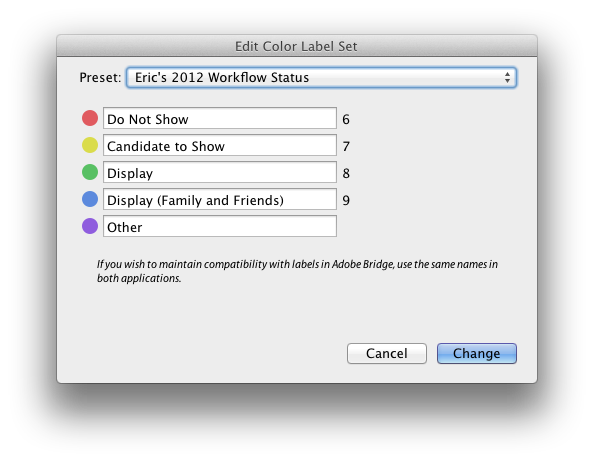 Edit Color Label Set
Preset: Eric's 2012 Workflow Status
Do Not Show 6
Candidate to Show 7
Display 8
Display (Family and Friends) 9
Other
If you wish to maintain compatibility with labels in Adobe Bridge, use the same names in
both applications.
Cancel Change